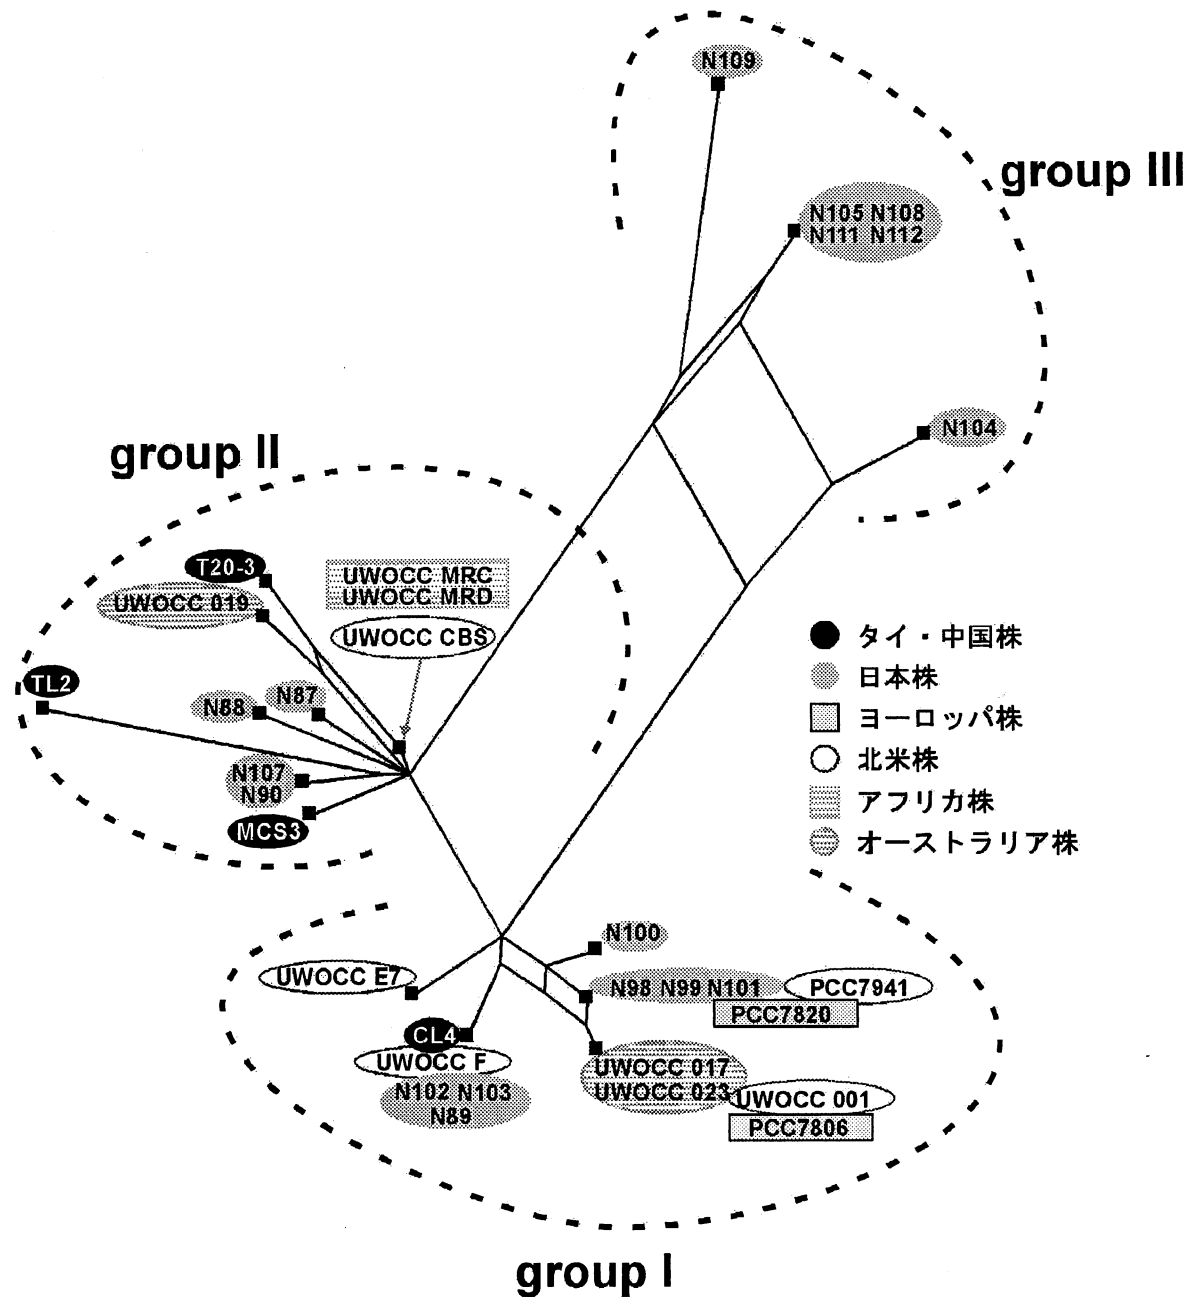 N109
group III
N105 N108
N111 N112
N104
group II
T20-3
UWOCC 019
UWOCC MRC
UWOCC MRD
UWOCC CBS
TL2
N88
N87
N107
N90
MCS3
タイ・中国株
日本株
ヨーロッパ株
北米株
アフリカ株
オーストラリア株
N100
UWOCC E7
N98 N99 N101
PCC7941
PCC7820
CL4
UWOCC F
N102 N103
N89
UWOCC 017
UWOCC 023
UWOCC 001
PCC7806
group I